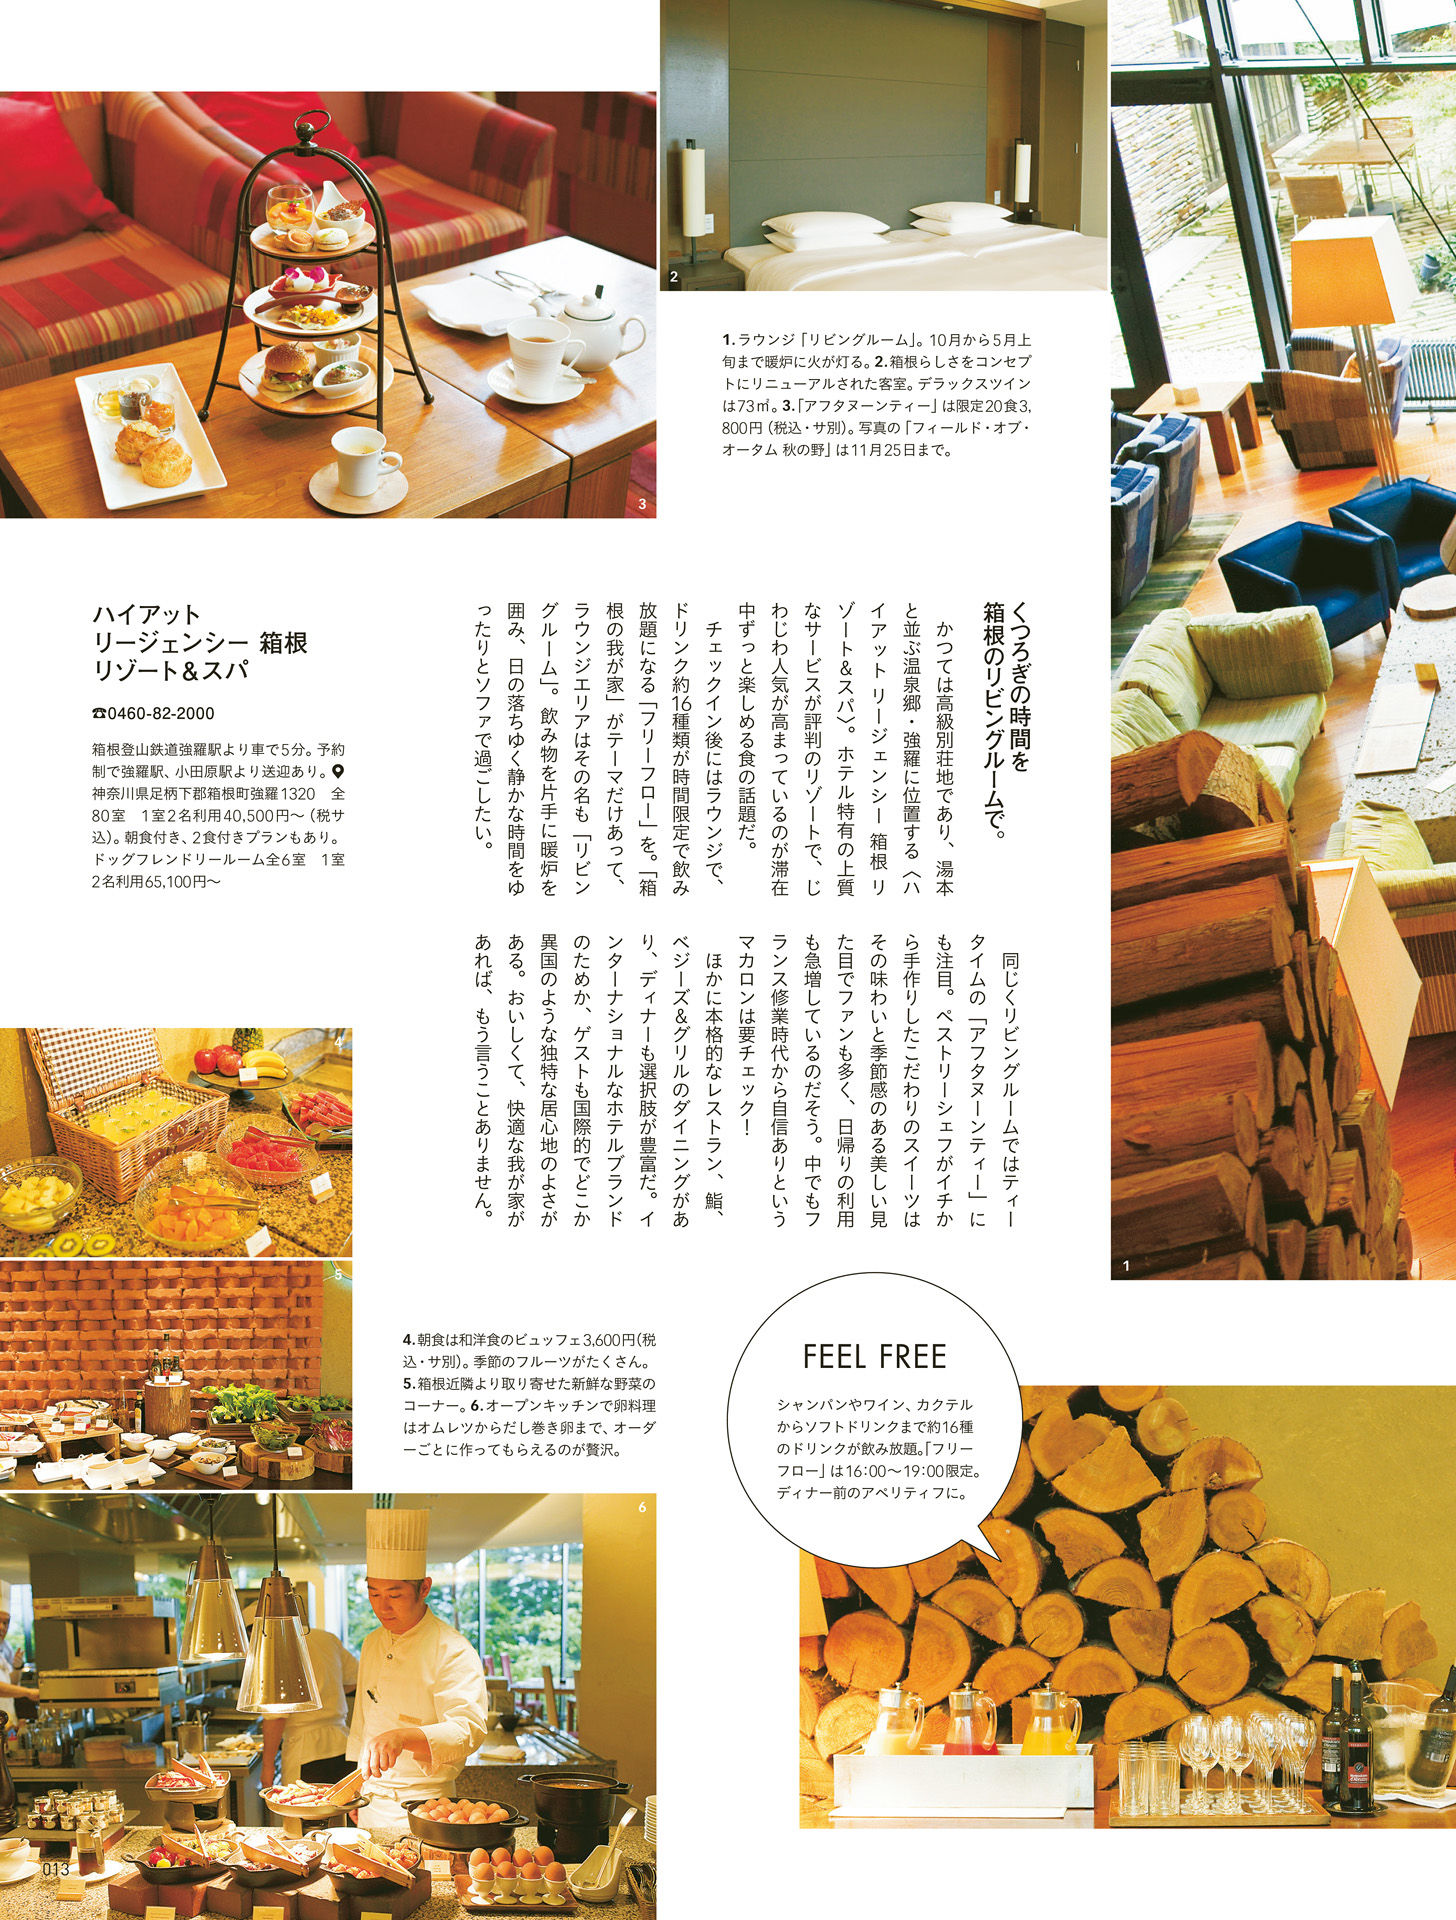 2
3
1.ラウンジ「リビングルーム」。10月から5月上
旬まで暖炉に火が灯る。2.箱根らしさをコンセプ
トにリニューアルされた客室。デラックスツイン
は73㎡。3.「アフタヌーンティー」は限定20食3,
800円（税込・サ別）。写真の「フィールド・オブ・
オータム 秋の野」は11月25日まで。
くつろぎの時間を
箱根のリビングルームで。
かつては高級別荘地であり、湯本
と並ぶ温泉郷・強羅に位置する〈ハ
イアット リージェンシー 箱根 リ
ゾート＆スパ〉。ホテル特有の上質
なサービスが評判のリゾートで、じ
わじわ人気が高まっているのが滞在
中ずっと楽しめる食の話題だ。
チェックイン後にはラウンジで、
ドリンク約16種類が時間限定で飲み
放題になる「フリーフロー」を。「箱
根の我が家」がテーマだけあって、
ラウンジエリアはその名も「リビン
グルーム」。飲み物を片手に暖炉を
囲み、日の落ちゆく静かな時間をゆ
ったりとソファで過ごしたい。
同じくリビングルームではティー
タイムの「アフタヌーンティー」に
も注目。ペストリーシェフがイチか
ら手作りしたこだわりのスイーツは
その味わいと季節感のある美しい見
た目でファンも多く、日帰りの利用
も急増しているのだそう。中でもフ
ランス修業時代から自信ありという
マカロンは要チェック！
ほかに本格的なレストラン、鮨、
ベジーズ＆グリルのダイニングがあ
り、ディナーも選択肢が豊富だ。イ
ンターナショナルなホテルブランド
のためか、ゲストも国際的でどこか
異国のような独特な居心地のよさが
ある。おいしくて、快適な我が家が
あれば、もう言うことありません。
ハイアット
リージェンシー 箱根
リゾート＆スパ
☎0460-82-2000
箱根登山鉄道強羅駅より車で5分。予約
制で強羅駅、小田原駅より送迎あり。
神奈川県足柄下郡箱根町強羅1320　全
80室　1室2名利用40,500円〜（税サ
込）。朝食付き、2食付きプランもあり。
ドッグフレンドリールーム全6室　1室
2名利用65,100円〜
1
4
5
4.朝食は和洋食のビュッフェ3,600円（税
込・サ別）。季節のフルーツがたくさん。
5.箱根近隣より取り寄せた新鮮な野菜の
コーナー。6.オープンキッチンで卵料理
はオムレツからだし巻き卵まで、オーダ
ーごとに作ってもらえるのが贅沢。
6
FEEL FREE
シャンパンやワイン、カクテル
からソフトドリンクまで約16種
のドリンクが飲み放題。「フリー
フロー」は16:00〜19:00限定。
ディナー前のアペリティフに。
013